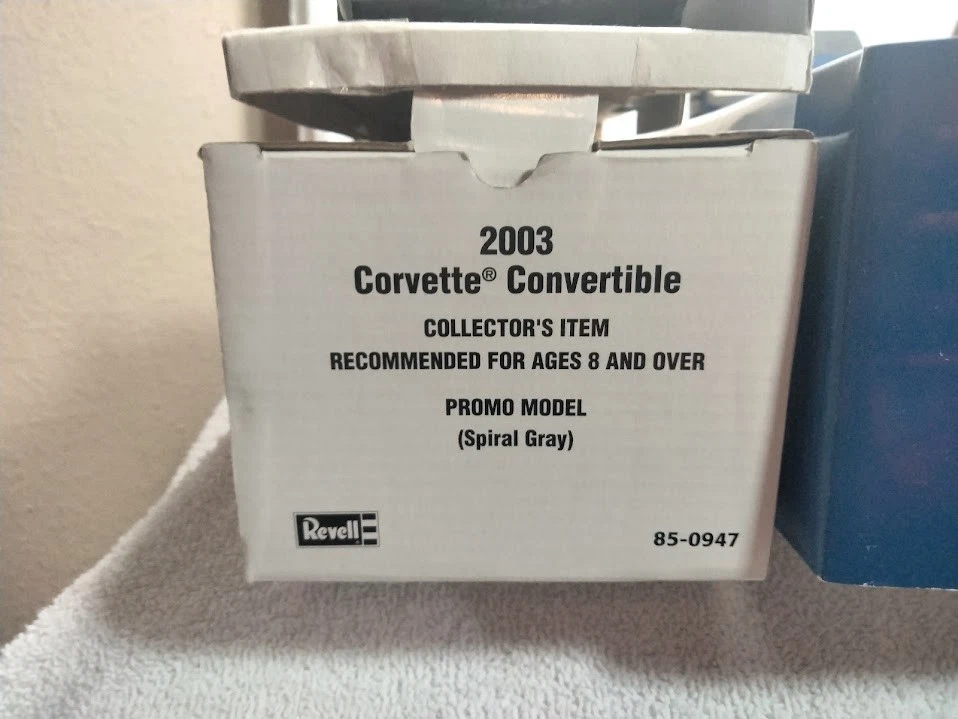 2003
Corvette® Convertible
COLLECTOR'S ITEM
RECOMMENDED FOR AGES 8 AND OVER
PROMO MODEL
(Spiral Gray)
Revell
85-0947